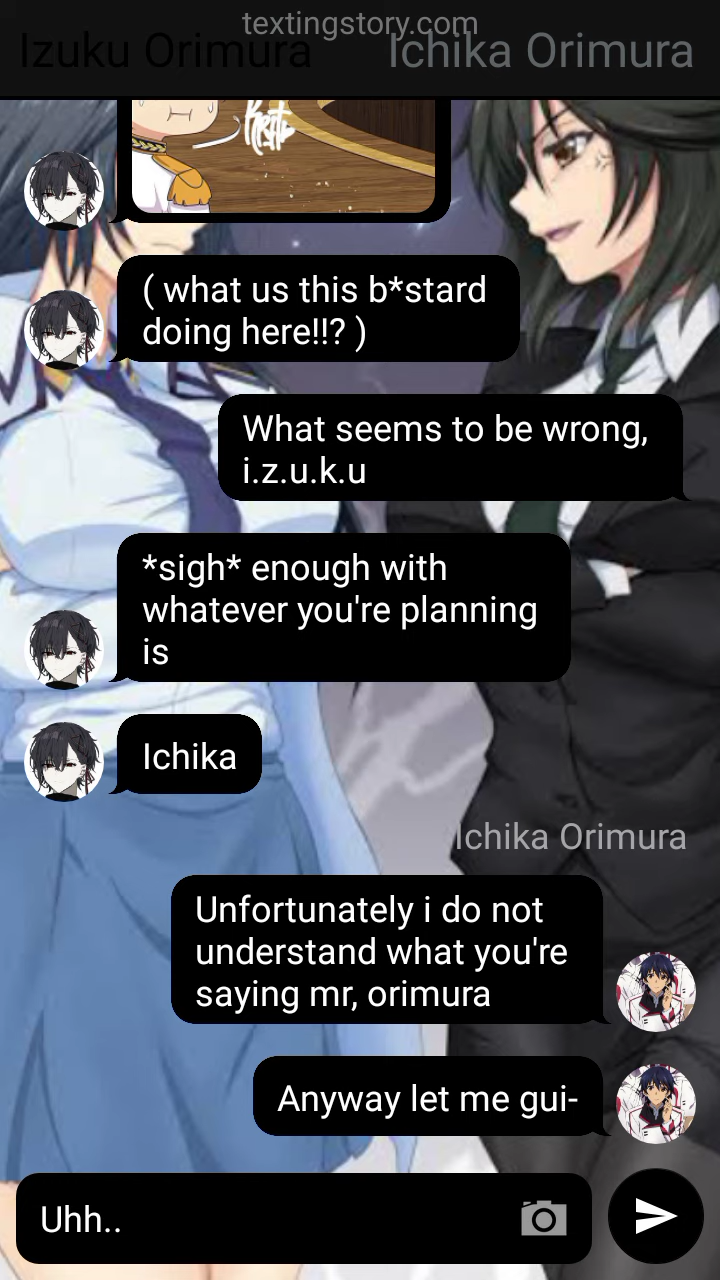 textingstory.com
Izuku Orimura
Ichika Orimura
( what us this b*stard
doing here!!? )
What seems to be wrong,
i.z.u.k.u
*sigh* enough with
whatever you're planning
is
Ichika
Ichika Orimura
Unfortunately i do not
understand what you're
saying mr, orimura
Anyway let me gui-
Uhh..